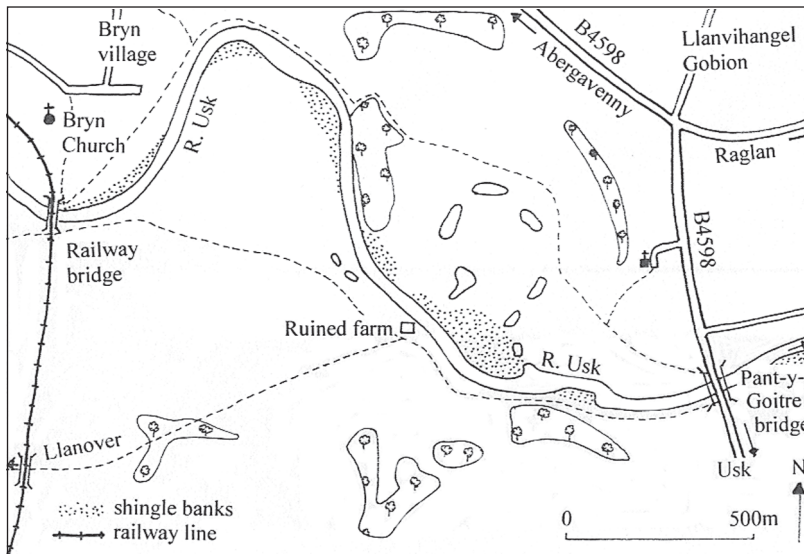 Bryn
village
B4598
Llanvihangel
Gobion
Abergavenny
Bryn
Church
R. Usk
Raglan
B4598
Railway
bridge
Ruined farm
R. Usk
Pant-y-
Goitre
bridge
Llanover
Usk
N
shingle banks
railway line
0 500m